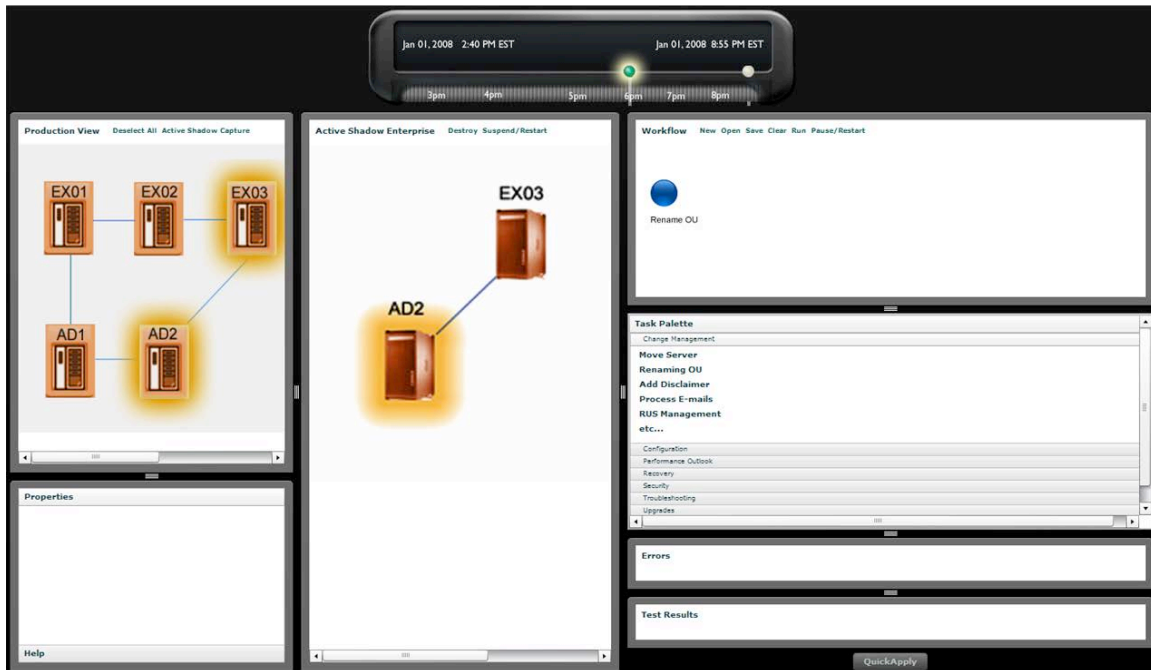 Jan 01, 2008 2:40 PM EST
Jan 01, 2008 8:55 PM EST
3pm 4pm 5pm 6pm 7pm 8pm
Production View Deselect All Active Shadow Capture
EX01 EX02 EX03
AD1 AD2
Properties
Help
Active Shadow Enterprise Destroy Suspend/Restart
EX03
AD2
Workflow New Open Save Clear Run Pause/Restart
Rename OU
Task Palette
Change Management
Move Server
Renaming OU
Add Disclaimer
Process E-mails
RUS Management
etc...
Configuration
Performance Outlook
Recovery
Security
Troubleshooting
Upgrades
Errors
Test Results
QuickApply